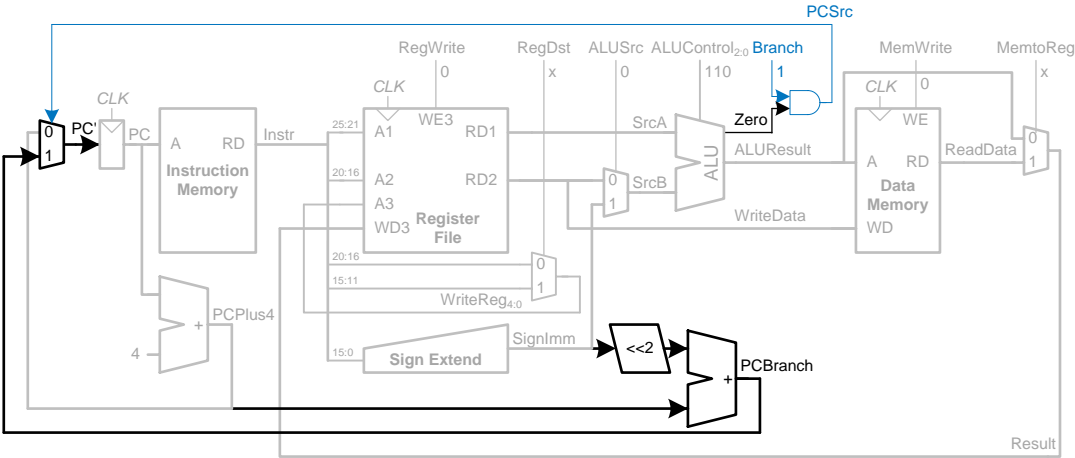 PCSrc
RegWrite RegDst ALUSrc ALUControl2:0 Branch MemWrite MemtoReg
0 x 0 110 1 0 x
CLK CLK CLK
0 PC' PC A RD Instr 25:21 A1 WE3 RD1 SrcA Zero WE 0
1 Instruction Memory 20:16 A2 RD2 0 SrcB ALU ALUResult A RD ReadData 1
A3 1 Data Memory
WD3 Register File WriteData WD
20:16 0
15:11 1
WriteReg4:0
+ PCPlus4
4 15:0 Sign Extend SignImm <<2
+ PCBranch
Result